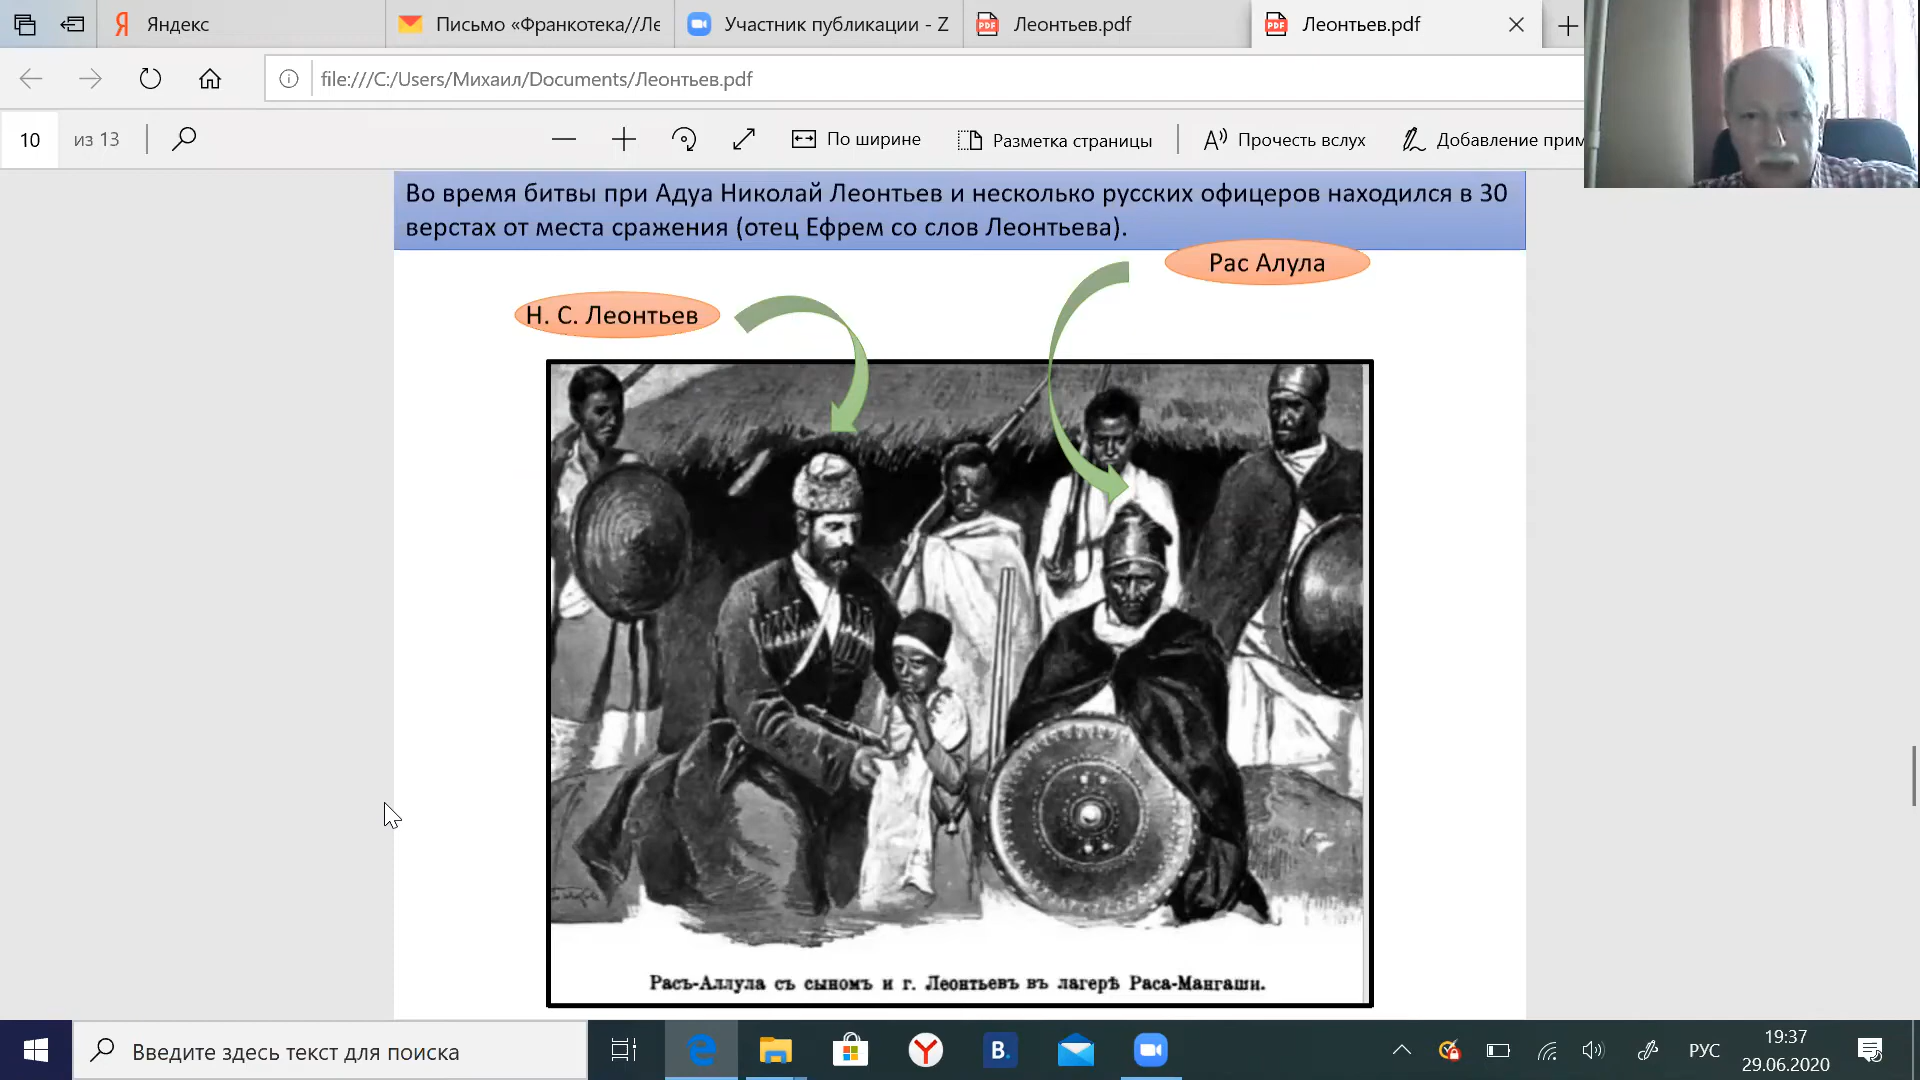 Яндекс
Письмо «Франкотека//Ле
Участник публикации - Z
Леонтьев.pdf
Леонтьев.pdf
file:///C:/Users/Михаил/Documents/Леонтьев.pdf
10 из 13
По ширине
Разметка страницы
Прочесть вслух
Добавление прим
Во время битвы при Адуа Николай Леонтьев и несколько русских офицеров находился в 30
верстах от места сражения (отец Ефрем со слов Леонтьева).
Рас Алула
Н. С. Леонтьев
Расъ-Аллула съ сыномъ и г. Леонтьевъ въ лагерѣ Раса-Мангаши.
Введите здесь текст для поиска
B.
РУС
19:37
29.06.2020